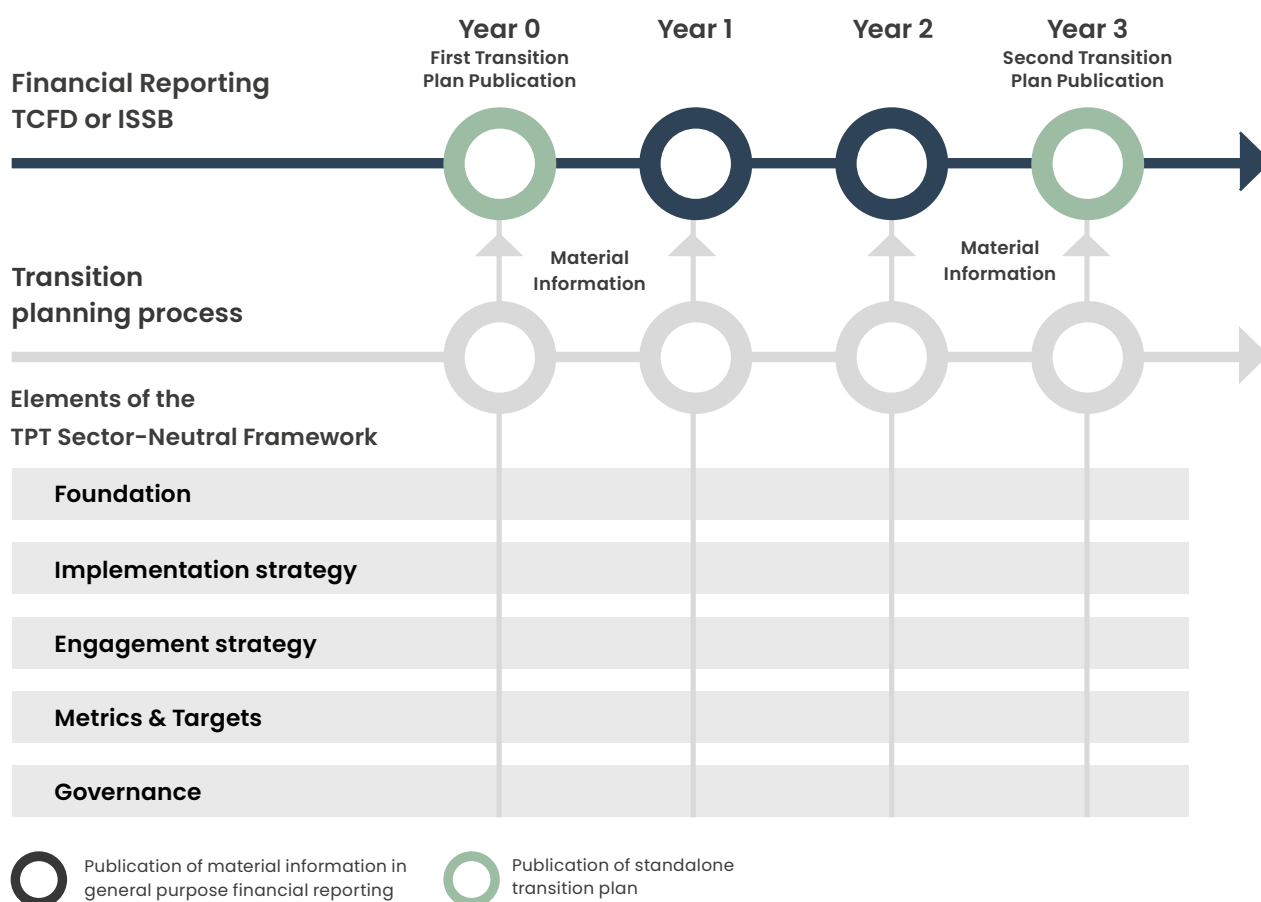 Year 0
First Transition
Plan Publication
Year 1
Year 2
Year 3
Second Transition
Plan Publication
Financial Reporting
TCFD or ISSB
Material
Information
Material
Information
Transition
planning process
Elements of the
TPT Sector-Neutral Framework
Foundation
Implementation strategy
Engagement strategy
Metrics & Targets
Governance
Publication of material information in
general purpose financial reporting
Publication of standalone
transition plan